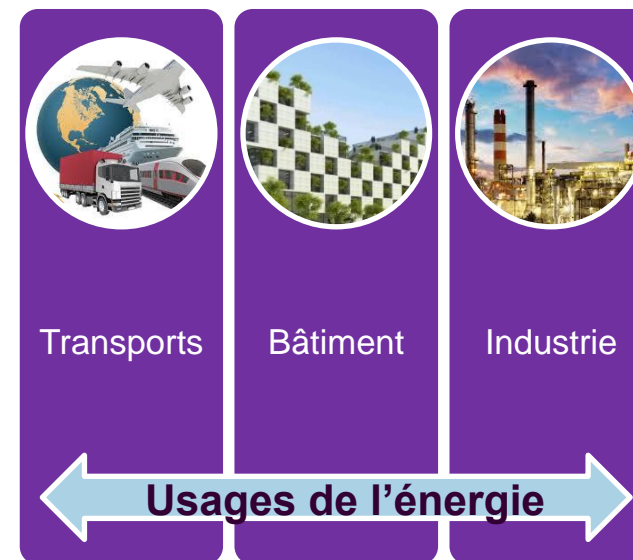 Transports
Bâtiment
Industrie
Usages de l’énergie